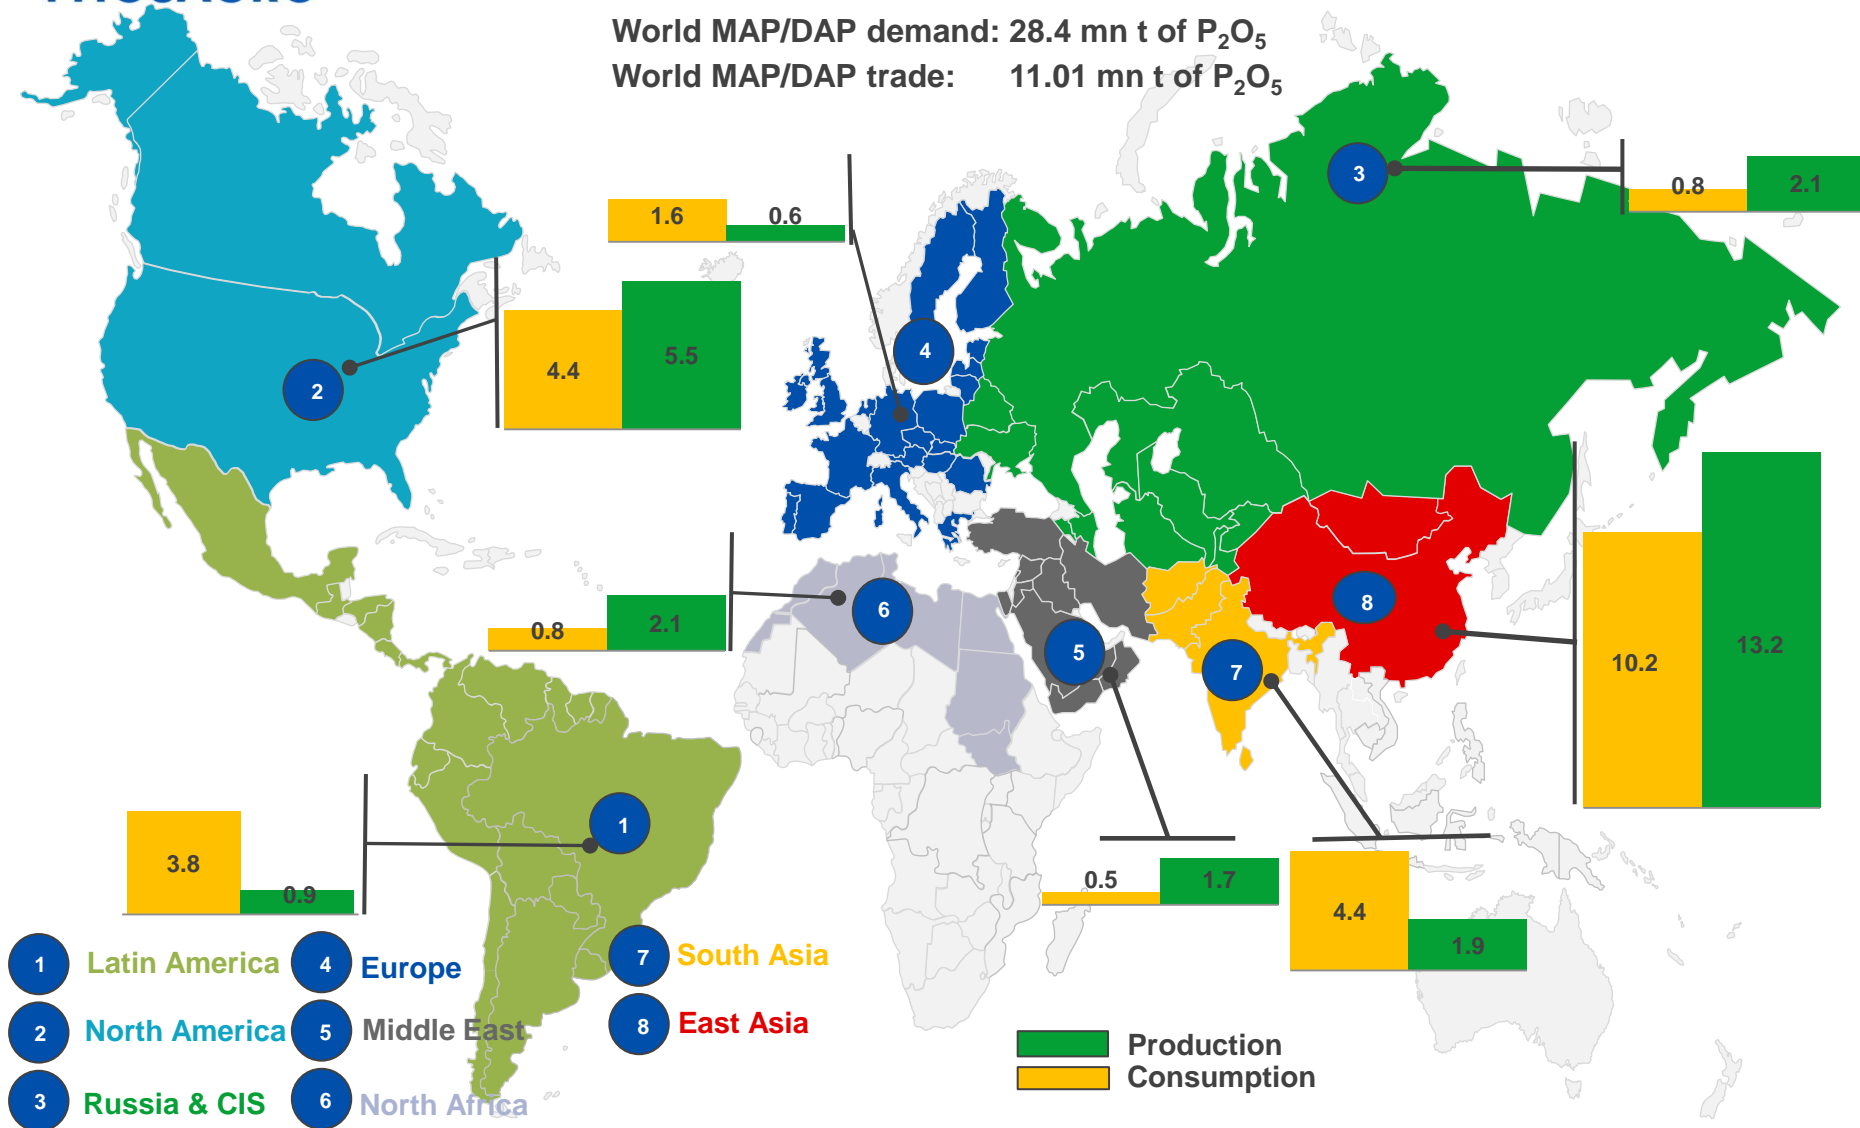 World MAP/DAP demand: 28.4 mn t of P₂O₅
World MAP/DAP trade: 11.01 mn t of P₂O₅
3
0.8
2.1
1.6
0.6
4
4.4
5.5
2
10.2
13.2
8
0.8
2.1
6
5
7
3.8
0.9
1
0.5
1.7
4.4
1.9
1 Latin America
4 Europe
7 South Asia
2 North America
5 Middle East
8 East Asia
3 Russia & CIS
6 North Africa
Production
Consumption